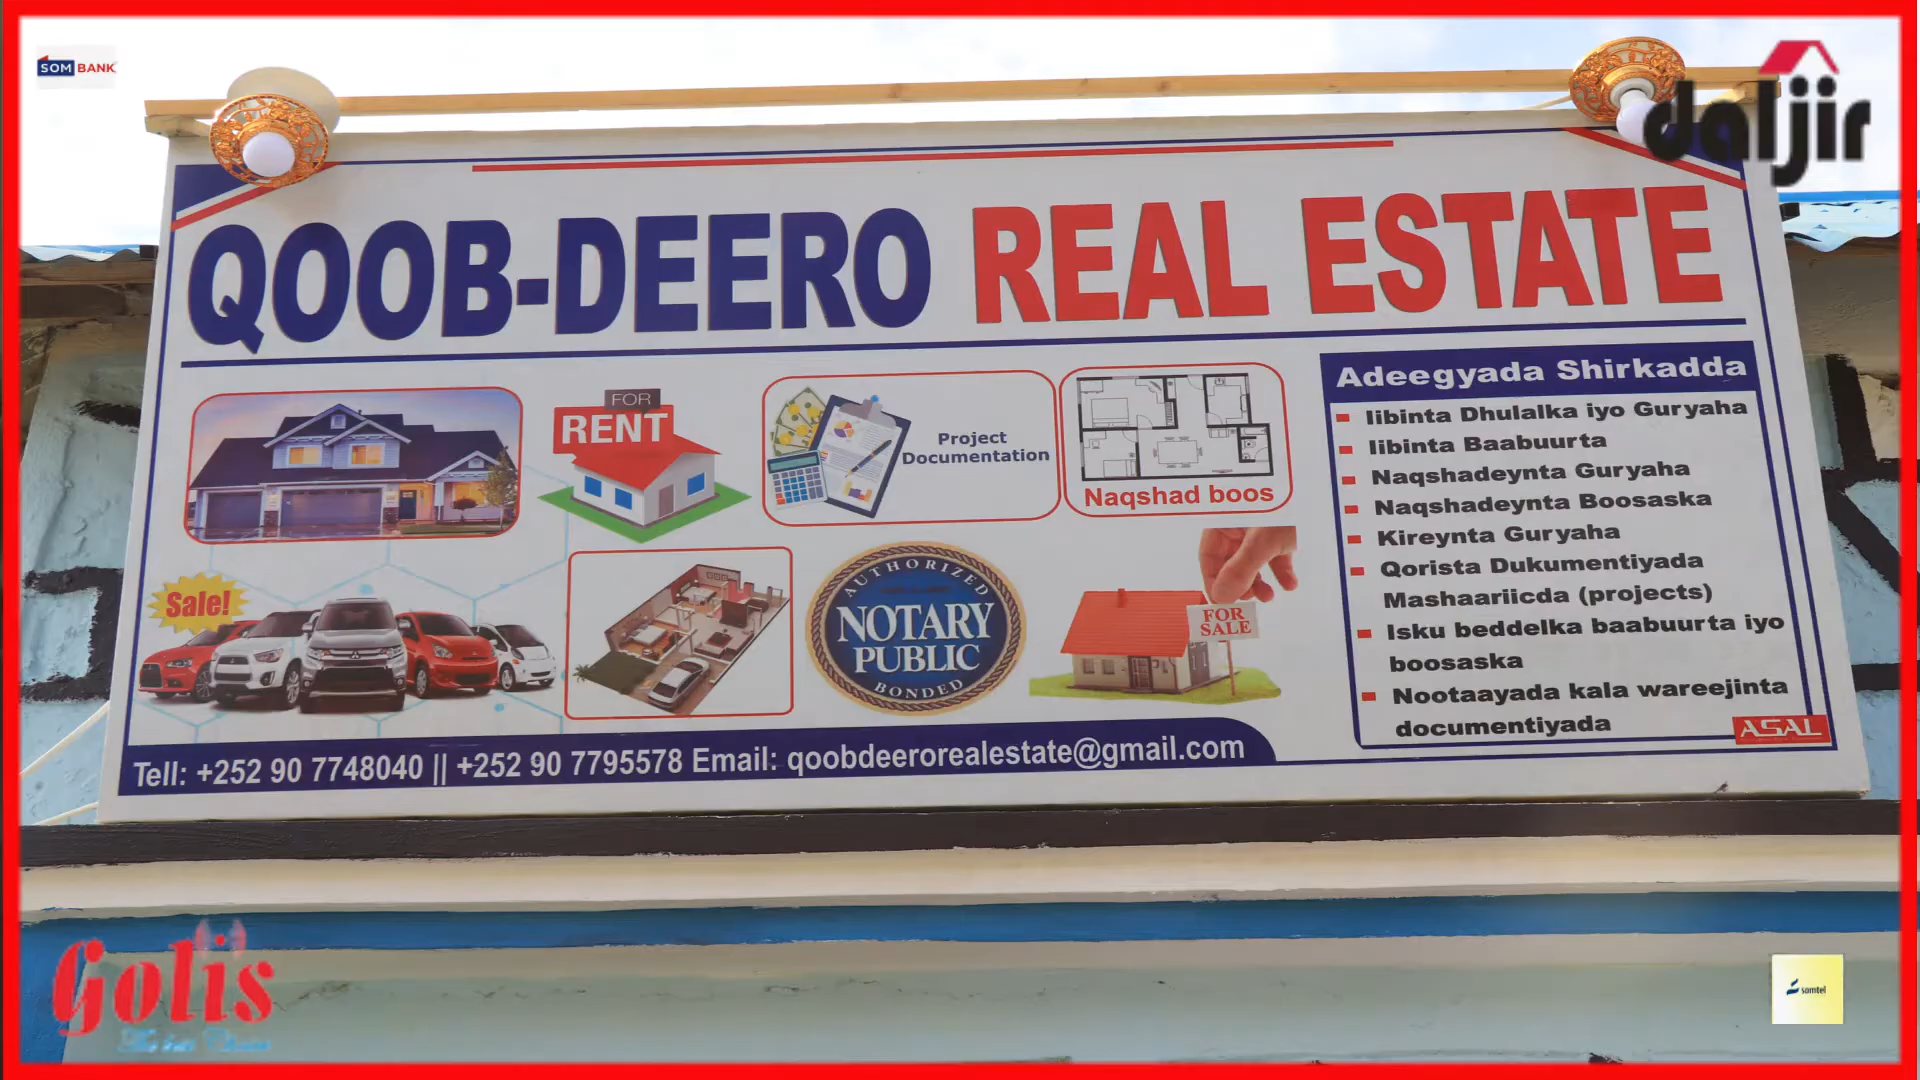 SOM BANK
daljir
QOOB-DEERO REAL ESTATE
FOR
RENT
Project
Documentation
Naqshad boos
Sale!
AUTHORIZED
NOTARY
PUBLIC
BONDED
FOR
SALE
Adeegyada Shirkadda
Iibinta Dhulalka iyo Guryaha
Iibinta Baabuurta
Naqshadeynta Guryaha
Naqshadeynta Boosaska
Kireynta Guryaha
Qorista Dukumentiyada
Mashaariicda (projects)
Isku beddelka baabuurta iyo
boosaska
Nootaayada kala wareejinta
documentiyada
ASAL
Tell: +252 90 7748040 || +252 90 7795578 Email: qoobdeerorealestate@gmail.com
Golis
somtel